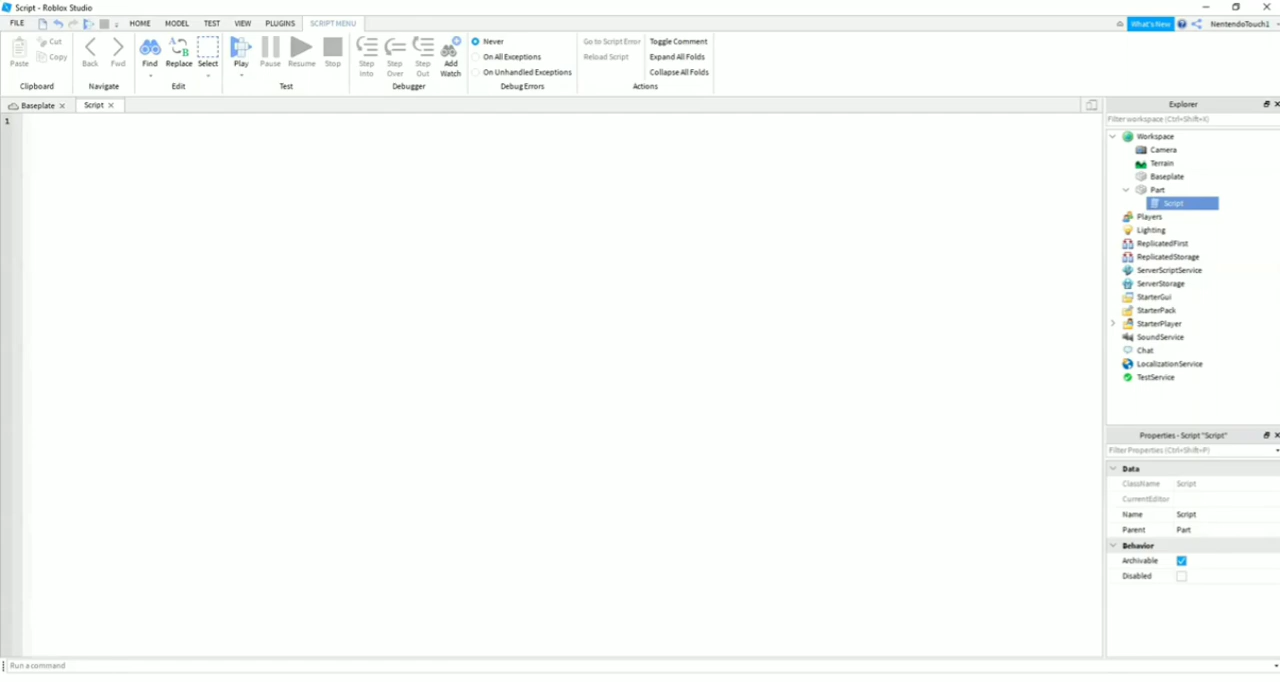 Script - Roblox Studio
FILE HOME MODEL TEST VIEW PLUGINS SCRIPT MENU What's New NentendoTouch1
Paste Cut Copy
Clipboard
Back Fwd
Navigate
Find Replace Select
Edit
Play Pause Resume Stop
Test
Step Into Step Over Step Out Add Watch
Debugger
Never
On All Exceptions
On Unhandled Exceptions
Debug Errors
Go to Script Error
Reload Script
Toggle Comment
Expand All Folds
Collapse All Folds
Actions
Baseplate Script
1
Explorer
Filter workspace (Ctrl+Shift+X)
Workspace
Camera
Terrain
Baseplate
Part
Script
Players
Lighting
ReplicatedFirst
ReplicatedStorage
ServerScriptService
ServerStorage
StarterGui
StarterPack
StarterPlayer
SoundService
Chat
LocalizationService
TestService
Properties - Script "Script"
Filter Properties (Ctrl+Shift+P)
Data
ClassName Script
CurrentEditor
Name Script
Parent Part
Behavior
Archivable
Disabled
Run a command